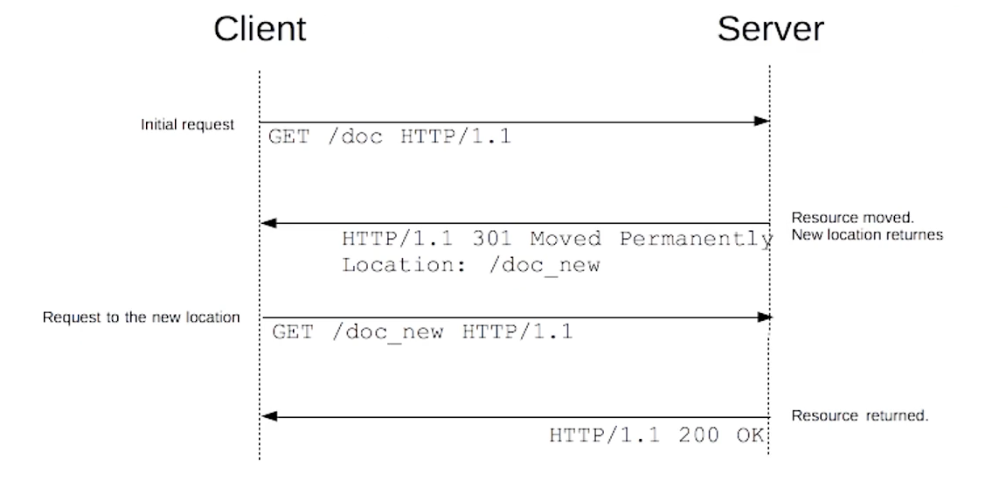 Client
Server
Initial request
GET /doc HTTP/1.1
Resource moved.
New location returnes
HTTP/1.1 301 Moved Permanently
Location: /doc_new
Request to the new location
GET /doc_new HTTP/1.1
Resource returned.
HTTP/1.1 200 OK